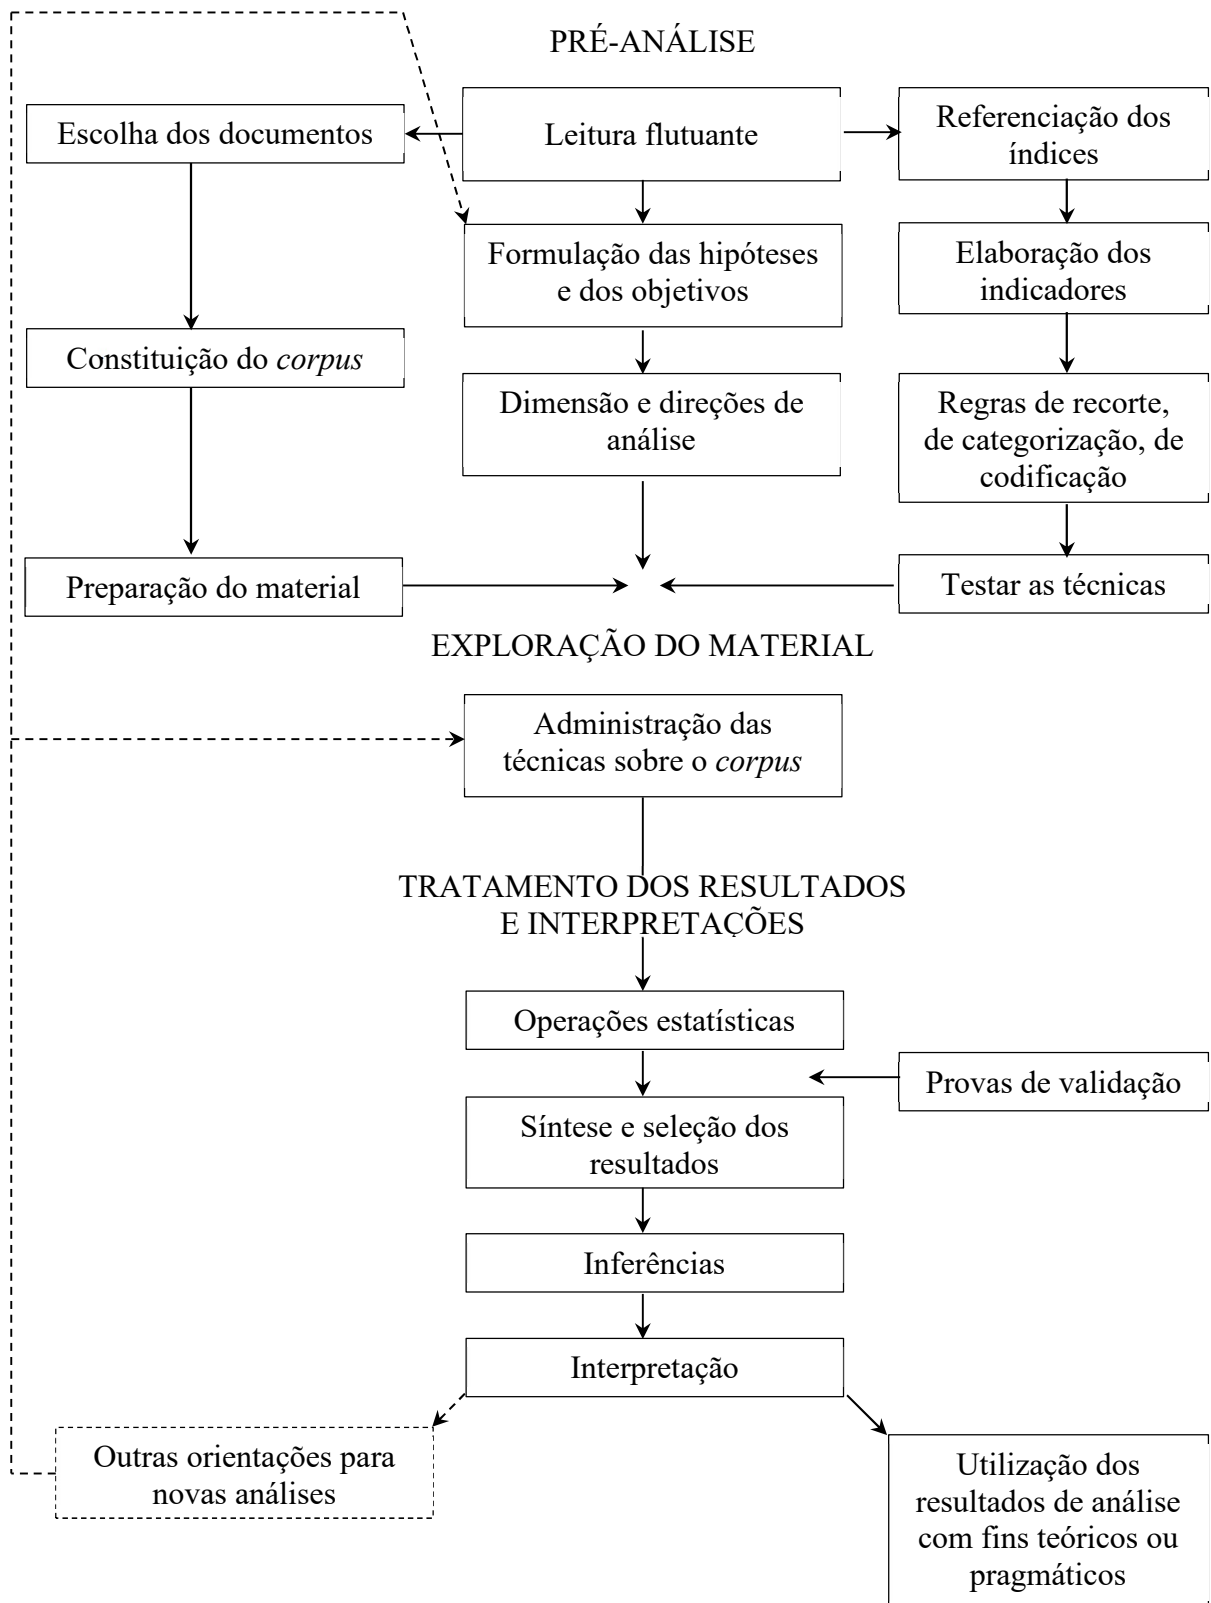 PRÉ-ANÁLISE
Escolha dos documentos
Leitura flutuante
Referenciação dos
índices
Formulação das hipóteses
e dos objetivos
Elaboração dos
indicadores
Constituição do corpus
Dimensão e direções de
análise
Regras de recorte,
de categorização, de
codificação
Preparação do material
Testar as técnicas
EXPLORAÇÃO DO MATERIAL
Administração das
técnicas sobre o corpus
TRATAMENTO DOS RESULTADOS
E INTERPRETAÇÕES
Operações estatísticas
Provas de validação
Síntese e seleção dos
resultados
Inferências
Interpretação
Outras orientações para
novas análises
Utilização dos
resultados de análise
com fins teóricos ou
pragmáticos